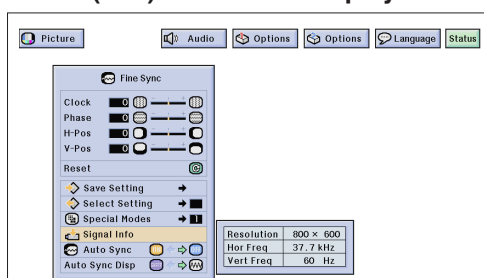 Picture Audio Options Options Language Status
Fine Sync
Clock 0
Phase 0
H-Pos 0
V-Pos 0
Reset
Save Setting
Select Setting
Special Modes 1
Signal Info
Auto Sync
Auto Sync Disp
Resolution 800 × 600
Hor Freq 37.7 kHz
Vert Freq 60 Hz